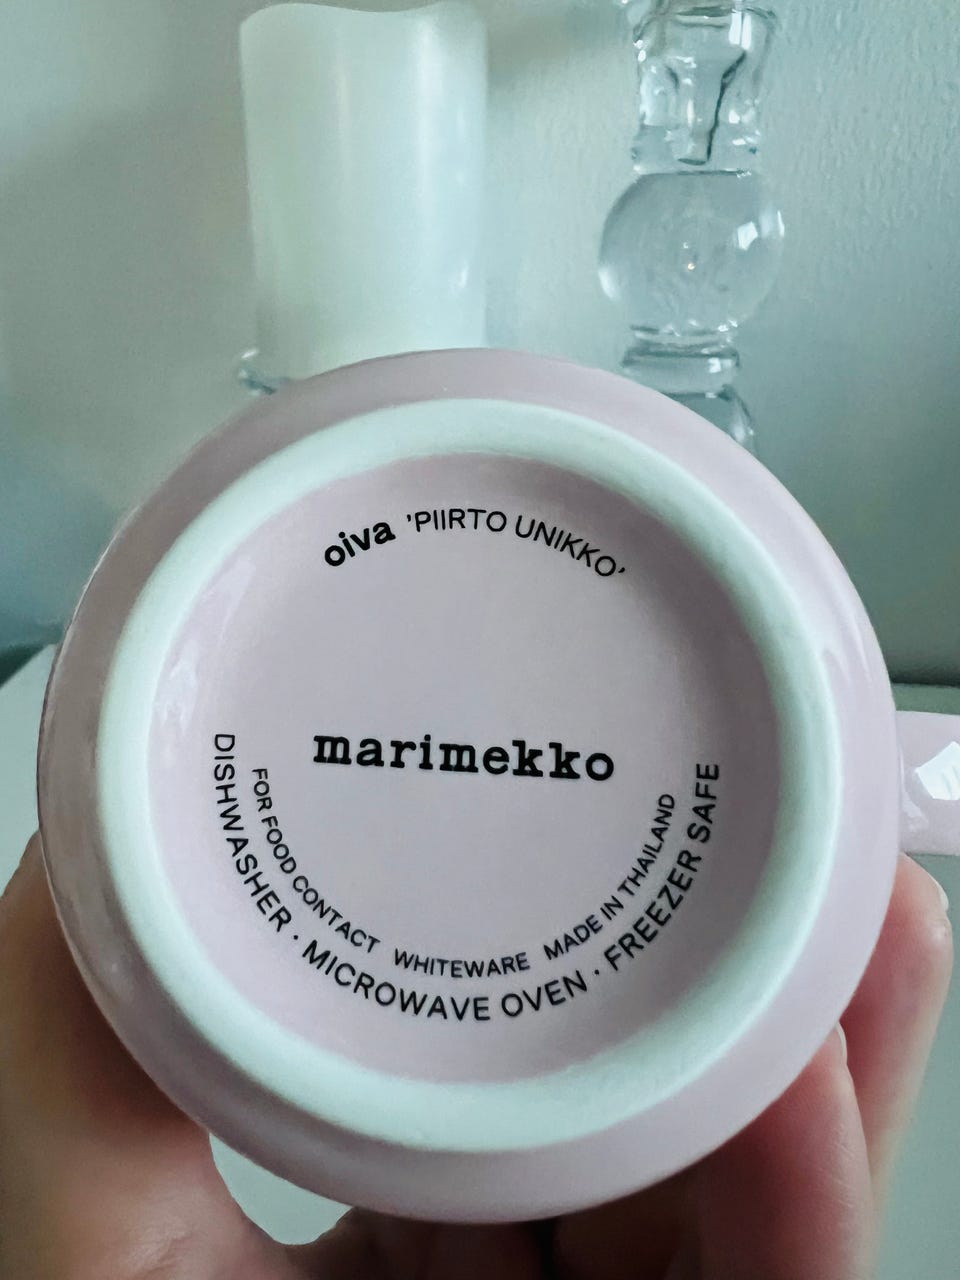 oiva 'PIIRTO UNIKKO'
marimekko
FOR FOOD CONTACT WHITEWARE MADE IN THAILAND
DISHWASHER · MICROWAVE OVEN · FREEZER SAFE